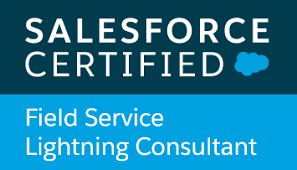 SALESFORCE
CERTIFIED
Field Service
Lightning Consultant